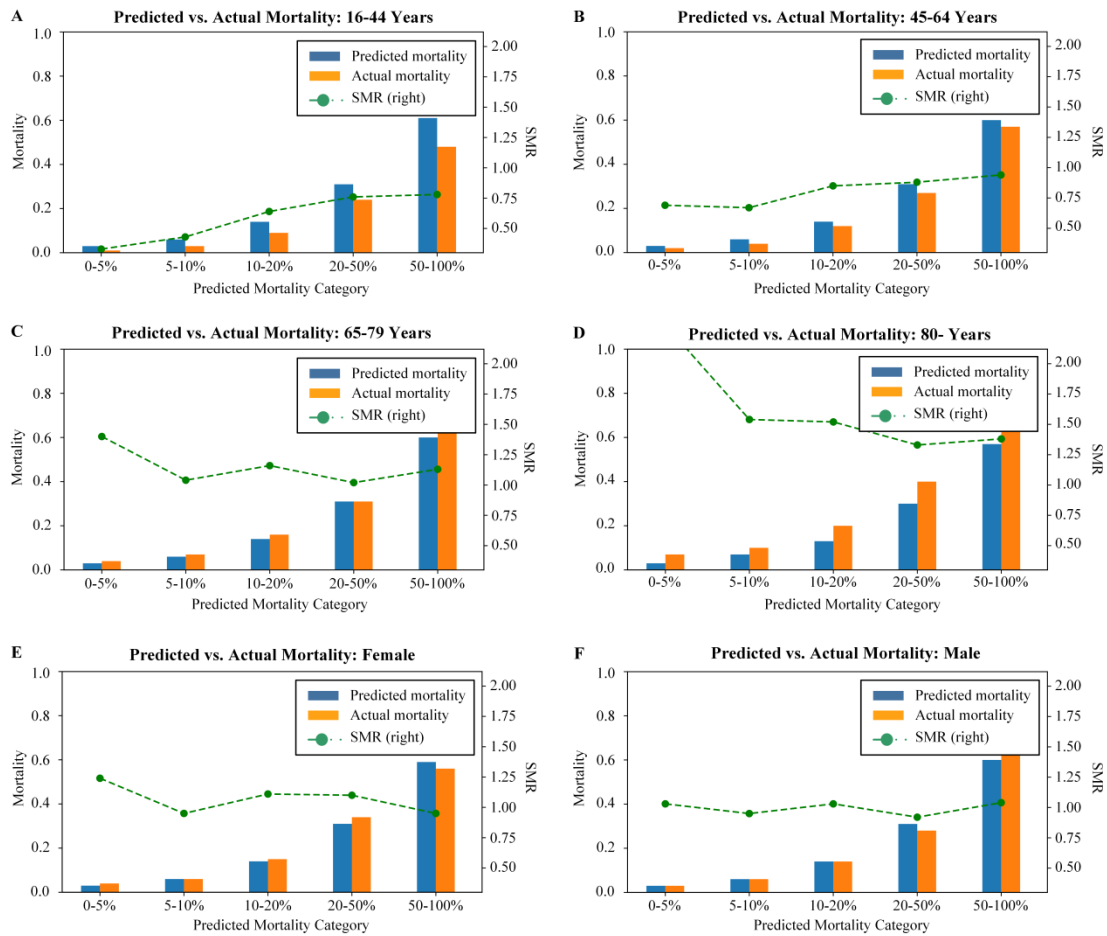 A
Predicted vs. Actual Mortality: 16-44 Years
1.0
0.8
0.6
0.4
0.2
0.0
Mortality
Predicted mortality
Actual mortality
SMR (right)
2.00
1.75
1.50
1.25
1.00
0.75
0.50
SMR
0-5% 5-10% 10-20% 20-50% 50-100%
Predicted Mortality Category
B
Predicted vs. Actual Mortality: 45-64 Years
1.0
0.8
0.6
0.4
0.2
0.0
Mortality
Predicted mortality
Actual mortality
SMR (right)
2.00
1.75
1.50
1.25
1.00
0.75
0.50
SMR
0-5% 5-10% 10-20% 20-50% 50-100%
Predicted Mortality Category
C
Predicted vs. Actual Mortality: 65-79 Years
1.0
0.8
0.6
0.4
0.2
0.0
Mortality
Predicted mortality
Actual mortality
SMR (right)
2.00
1.75
1.50
1.25
1.00
0.75
0.50
SMR
0-5% 5-10% 10-20% 20-50% 50-100%
Predicted Mortality Category
D
Predicted vs. Actual Mortality: 80- Years
1.0
0.8
0.6
0.4
0.2
0.0
Mortality
Predicted mortality
Actual mortality
SMR (right)
2.00
1.75
1.50
1.25
1.00
0.75
0.50
SMR
0-5% 5-10% 10-20% 20-50% 50-100%
Predicted Mortality Category
E
Predicted vs. Actual Mortality: Female
1.0
0.8
0.6
0.4
0.2
0.0
Mortality
Predicted mortality
Actual mortality
SMR (right)
2.00
1.75
1.50
1.25
1.00
0.75
0.50
SMR
0-5% 5-10% 10-20% 20-50% 50-100%
Predicted Mortality Category
F
Predicted vs. Actual Mortality: Male
1.0
0.8
0.6
0.4
0.2
0.0
Mortality
Predicted mortality
Actual mortality
SMR (right)
2.00
1.75
1.50
1.25
1.00
0.75
0.50
SMR
0-5% 5-10% 10-20% 20-50% 50-100%
Predicted Mortality Category